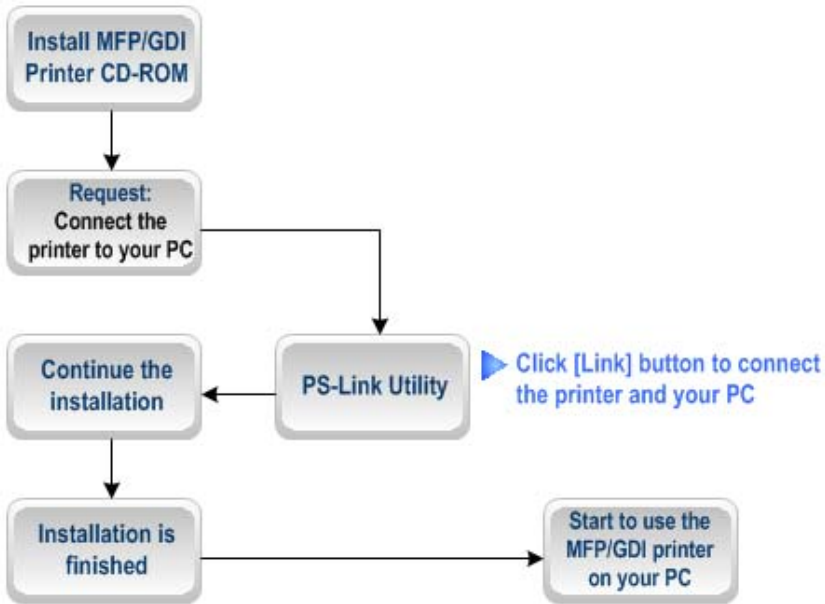 Install MFP/GDI
Printer CD-ROM
Request:
Connect the
printer to your PC
PS-Link Utility
Click [Link] button to connect
the printer and your PC
Continue the
installation
Installation is
finished
Start to use the
MFP/GDI printer
on your PC